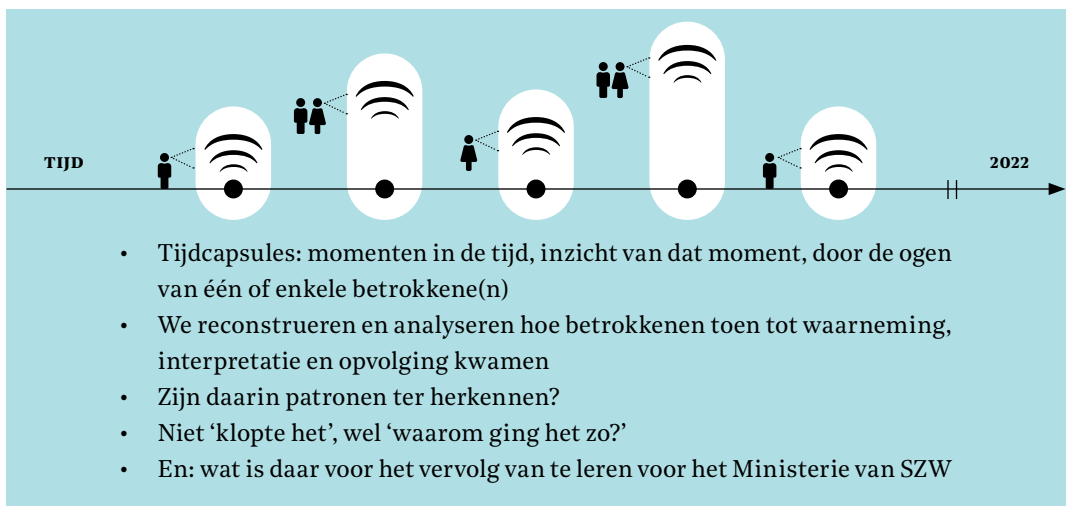 TIJD
2022
• Tijdcapsules: momenten in de tijd, inzicht van dat moment, door de ogen
van één of enkele betrokkene(n)
• We reconstrueren en analyseren hoe betrokkenen toen tot waarneming,
interpretatie en opvolging kwamen
• Zijn daarin patronen ter herkennen?
• Niet ‘klopte het’, wel ‘waarom ging het zo?’
• En: wat is daar voor het vervolg van te leren voor het Ministerie van SZW